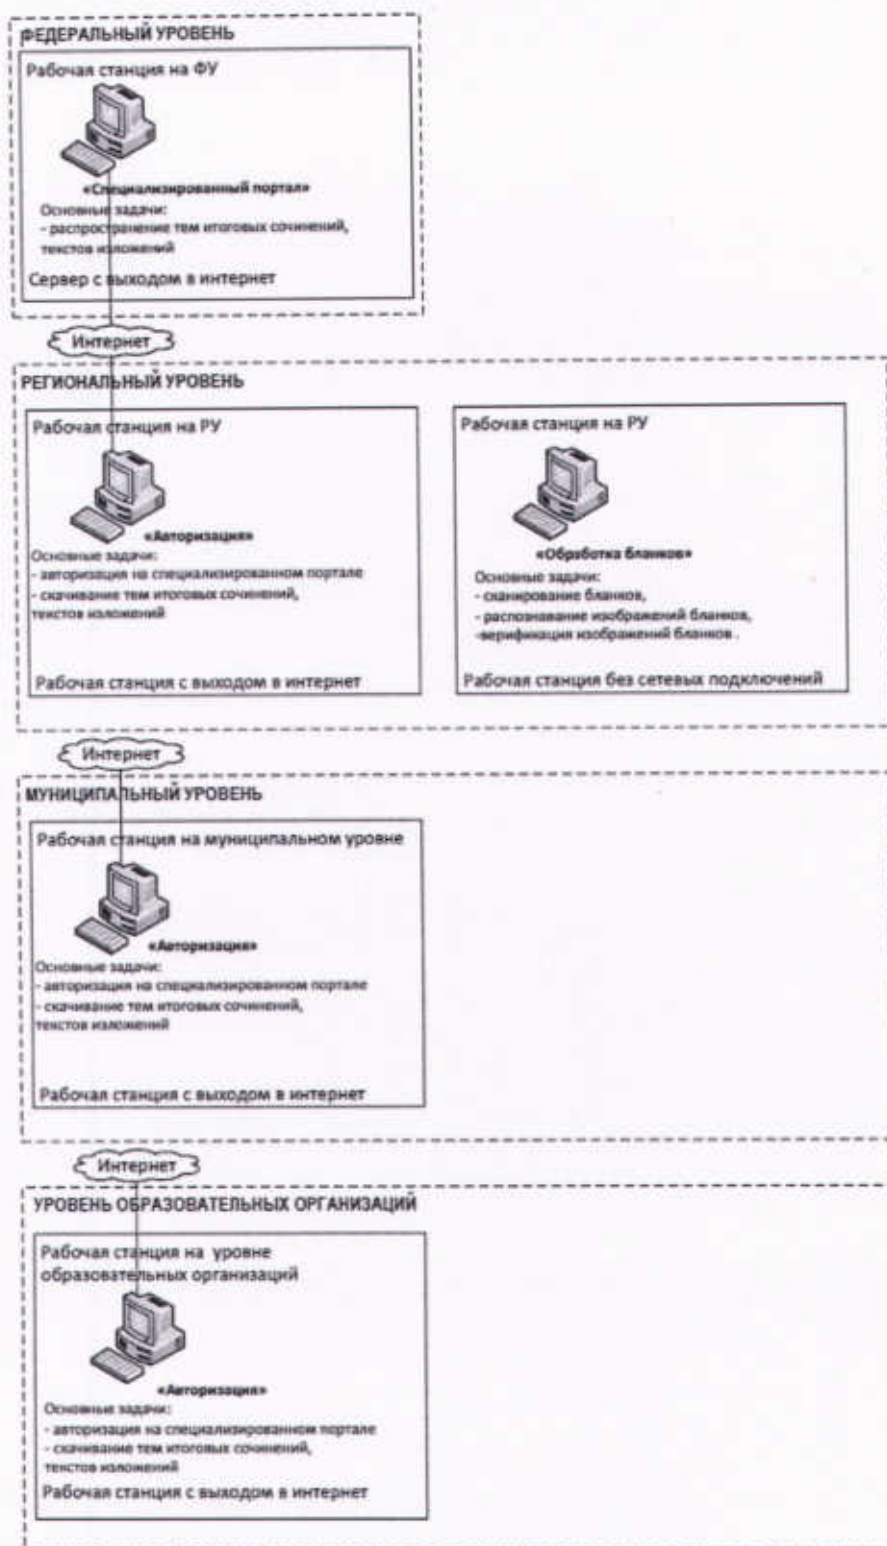 ФЕДЕРАЛЬНЫЙ УРОВЕНЬ
Рабочая станция на ФУ
«Специализированный портал»
Основные задачи:
- распространение тем итоговых сочинений,
текстов изложений
Сервер с выходом в интернет
Интернет
РЕГИОНАЛЬНЫЙ УРОВЕНЬ
Рабочая станция на РУ
«Авторизация»
Основные задачи:
- авторизация на специализированном портале
- скачивание тем итоговых сочинений,
текстов изложений
Рабочая станция с выходом в интернет
Рабочая станция на РУ
«Обработка бланков»
Основные задачи:
- сканирование бланков,
- распознавание изображений бланков,
-верификация изображений бланков .
Рабочая станция без сетевых подключений
Интернет
МУНИЦИПАЛЬНЫЙ УРОВЕНЬ
Рабочая станция на муниципальном уровне
«Авторизация»
Основные задачи:
- авторизация на специализированном портале
- скачивание тем итоговых сочинений,
текстов изложений
Рабочая станция с выходом в интернет
Интернет
УРОВЕНЬ ОБРАЗОВАТЕЛЬНЫХ ОРГАНИЗАЦИЙ
Рабочая станция на уровне
образовательных организаций
«Авторизация»
Основные задачи:
- авторизация на специализированном портале
- скачивание тем итоговых сочинений,
текстов изложений
Рабочая станция с выходом в интернет